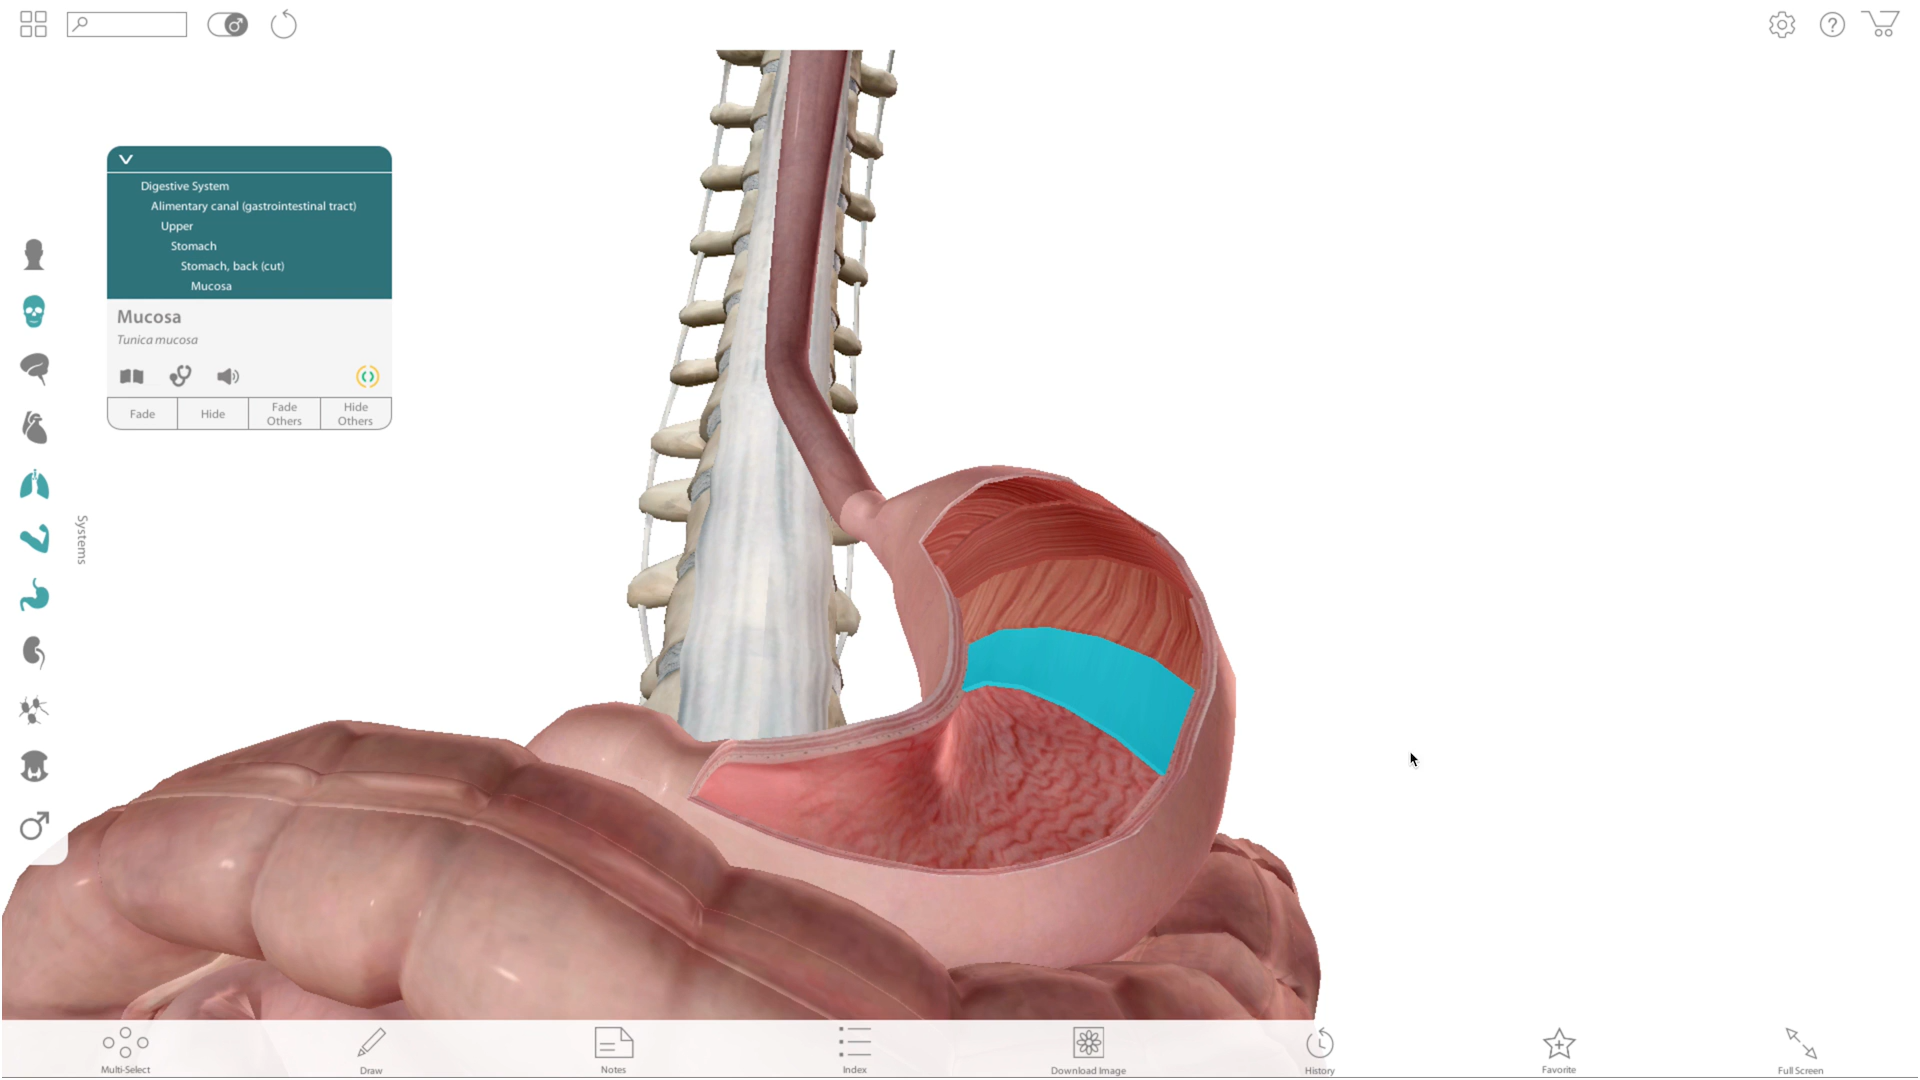 Digestive System
Alimentary canal (gastrointestinal tract)
Upper
Stomach
Stomach, back (cut)
Mucosa
Mucosa
Tunica mucosa
Fade
Hide
Fade
Others
Hide
Others
Systems
Multi-Select
Draw
Notes
Index
Download Image
History
Favorite
Full Screen